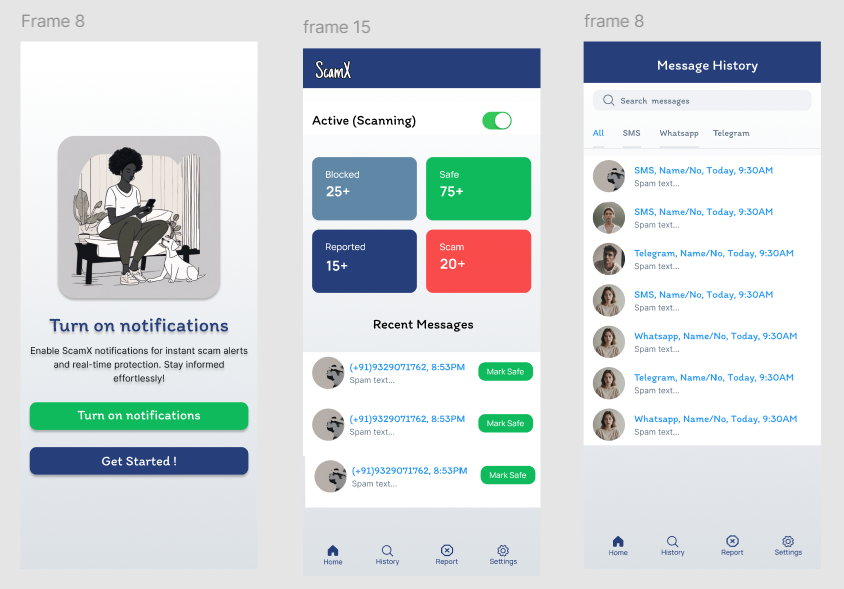 Frame 8
Turn on notifications
Enable ScamX notifications for instant scam alerts
and real-time protection. Stay informed
effortlessly!
Turn on notifications
Get Started !
frame 15
ScamX
Active (Scanning)
Blocked
25+
Safe
75+
Reported
15+
Scam
20+
Recent Messages
(+91)9329071762, 8:53PM
Spam text...
Mark Safe
(+91)9329071762, 8:53PM
Spam text...
Mark Safe
(+91)9329071762, 8:53PM
Spam text...
Mark Safe
Home
History
Report
Settings
frame 8
Message History
Search messages
All SMS Whatsapp Telegram
SMS, Name/No, Today, 9:30AM
Spam text...
SMS, Name/No, Today, 9:30AM
Spam text...
Telegram, Name/No, Today, 9:30AM
Spam text...
SMS, Name/No, Today, 9:30AM
Spam text...
Whatsapp, Name/No, Today, 9:30AM
Spam text...
Telegram, Name/No, Today, 9:30AM
Spam text...
Whatsapp, Name/No, Today, 9:30AM
Spam text...
Home
History
Report
Settings